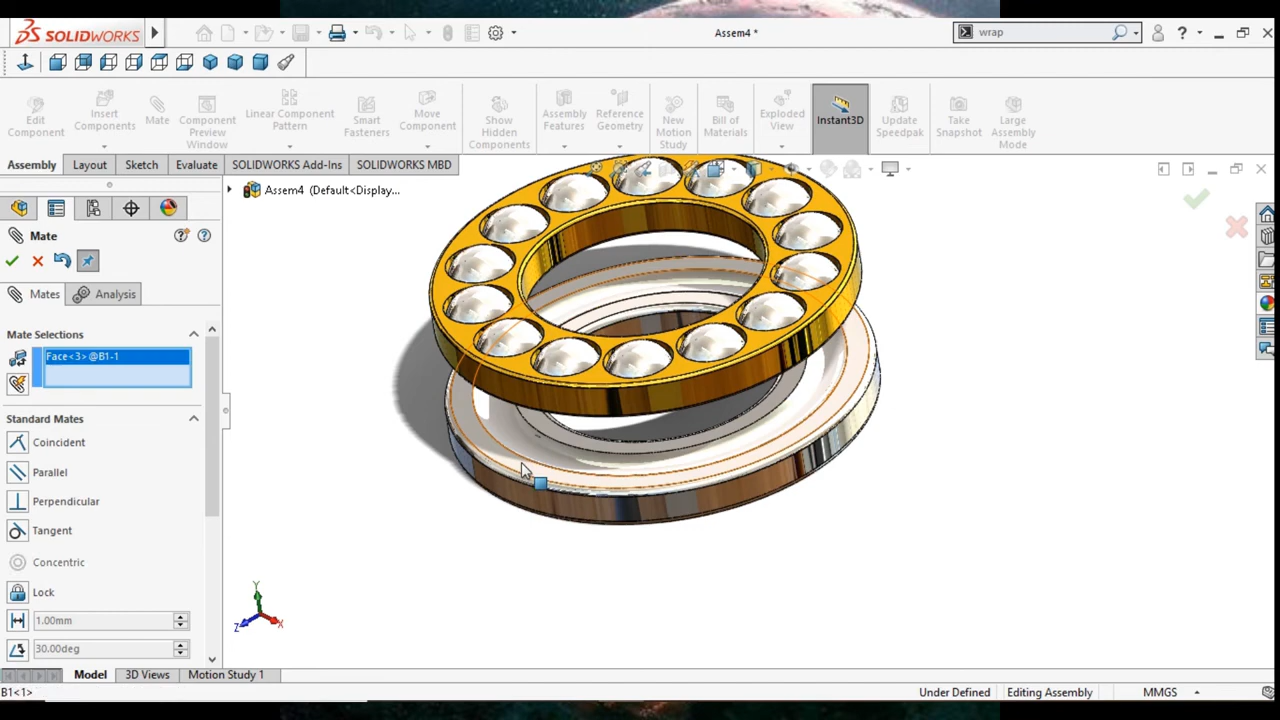 SOLIDWORKS
Assem4 *
wrap
?
Edit Component
Insert Components
Mate
Component Preview Window
Linear Component Pattern
Smart Fasteners
Move Component
Show Hidden Components
Assembly Features
Reference Geometry
New Motion Study
Bill of Materials
Exploded View
Instant3D
Update Speedpak
Take Snapshot
Large Assembly Mode
Assembly
Layout
Sketch
Evaluate
SOLIDWORKS Add-Ins
SOLIDWORKS MBD
Assem4 (Default<Display...
Mate
Mates
Analysis
Mate Selections
Face<3>@B1-1
Standard Mates
Coincident
Parallel
Perpendicular
Tangent
Concentric
Lock
1.00mm
30.00deg
Y
Z
X
Model
3D Views
Motion Study 1
B1<1>
Under Defined
Editing Assembly
MMGS